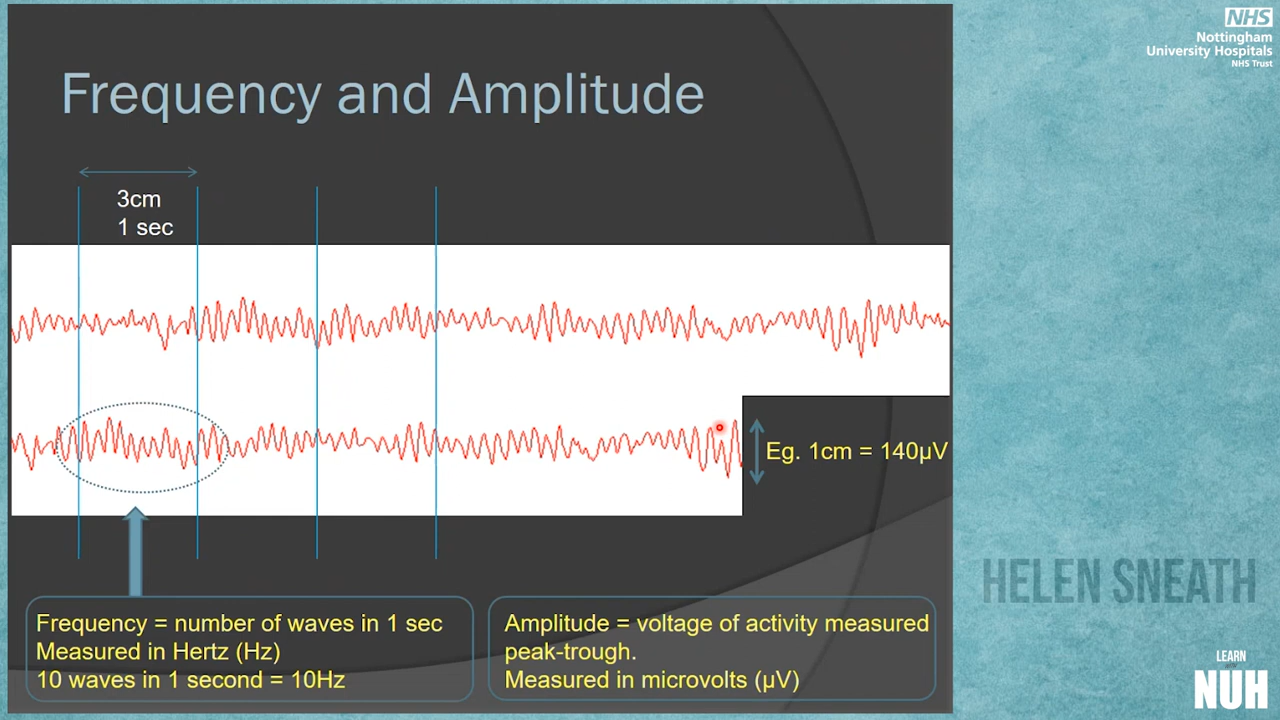 NHS
Nottingham
University Hospitals
NHS Trust
Frequency and Amplitude
3cm
1 sec
Eg. 1cm = 140µV
Frequency = number of waves in 1 sec
Measured in Hertz (Hz)
10 waves in 1 second = 10Hz
Amplitude = voltage of activity measured
peak-trough.
Measured in microvolts (µV)
HELEN SNEATH
LEARN
NUH